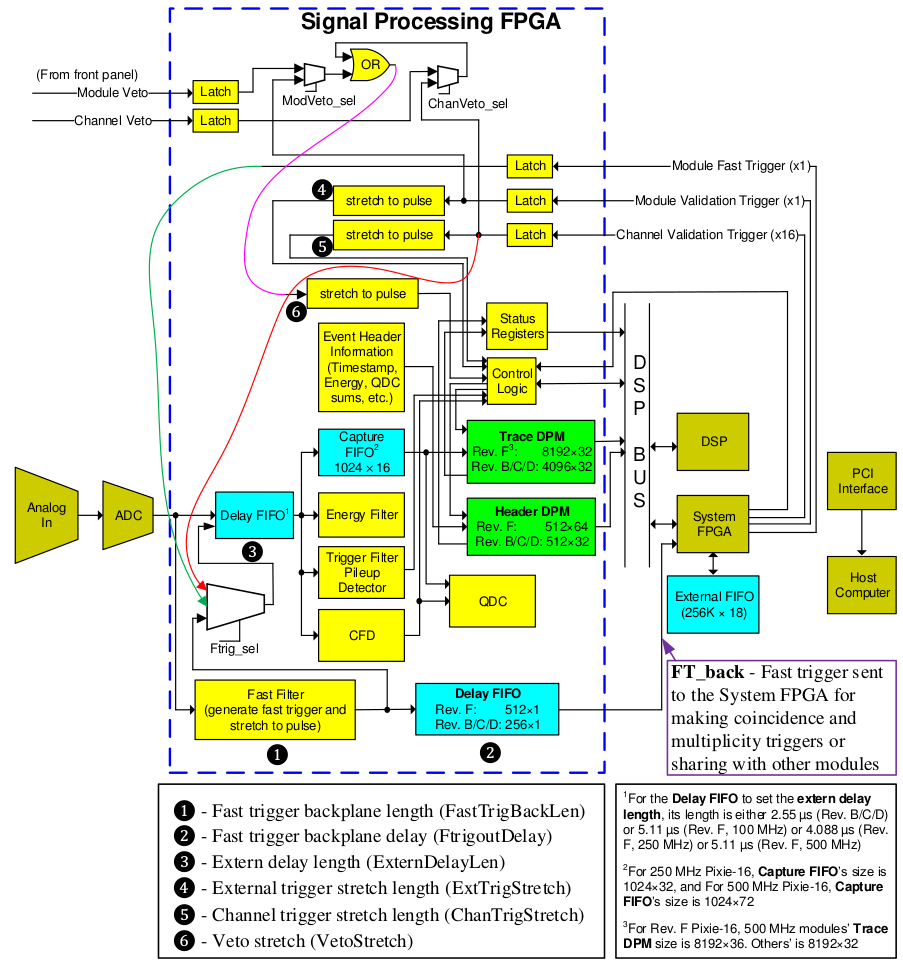 Signal Processing FPGA
(From front panel)
Module Veto
Latch
ModVeto_sel
OR
ChanVeto_sel
Channel Veto
Latch
Latch
Module Fast Trigger (x1)
4
stretch to pulse
Latch
Module Validation Trigger (x1)
5
stretch to pulse
Latch
Channel Validation Trigger (x16)
6
stretch to pulse
Status
Registers
Event Header
Information
(Timestamp,
Energy, QDC
sums, etc.)
Control
Logic
DSP BUS
Capture
FIFO²
1024 × 16
Trace DPM
Rev. F³: 8192×32
Rev. B/C/D: 4096×32
DSP
PCI
Interface
Analog
In
ADC
Delay FIFO¹
3
Energy Filter
Header DPM
Rev. F: 512×64
Rev. B/C/D: 512×32
System
FPGA
Trigger Filter
Pileup
Detector
Host
Computer
External FIFO
(256K × 18)
QDC
CFD
Ftrig_sel
Fast Filter
(generate fast trigger and
stretch to pulse)
1
Delay FIFO
Rev. F: 512×1
Rev. B/C/D: 256×1
2
FT_back - Fast trigger sent
to the System FPGA for
making coincidence and
multiplicity triggers or
sharing with other modules
1 - Fast trigger backplane length (FastTrigBackLen)
2 - Fast trigger backplane delay (FtrigoutDelay)
3 - Extern delay length (ExternDelayLen)
4 - External trigger stretch length (ExtTrigStretch)
5 - Channel trigger stretch length (ChanTrigStretch)
6 - Veto stretch (VetoStretch)
¹For the Delay FIFO to set the extern delay
length, its length is either 2.55 µs (Rev. B/C/D)
or 5.11 µs (Rev. F, 100 MHz) or 4.088 µs (Rev.
F, 250 MHz) or 5.11 µs (Rev. F, 500 MHz)
²For 250 MHz Pixie-16, Capture FIFO's size is
1024×32, and For 500 MHz Pixie-16, Capture
FIFO's size is 1024×72
³For Rev. F Pixie-16, 500 MHz modules' Trace
DPM size is 8192×36. Others' is 8192×32